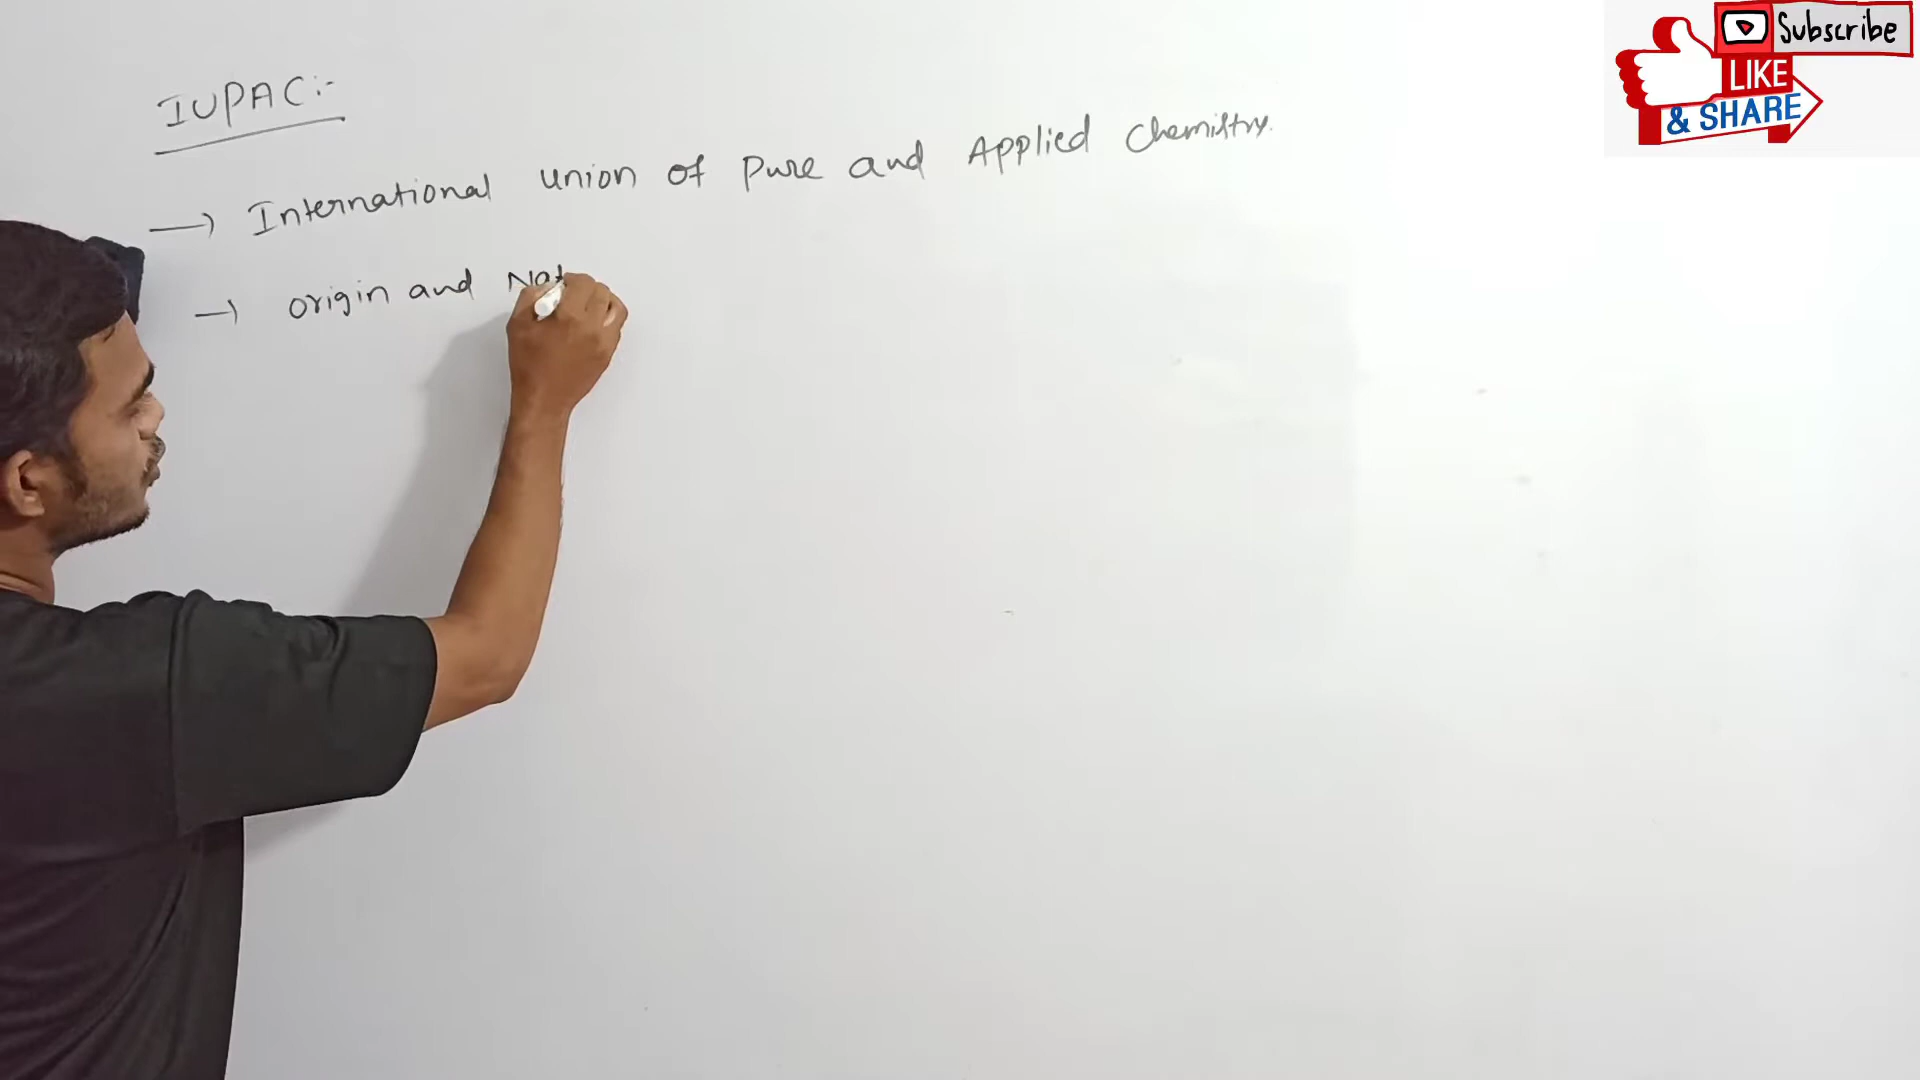 IUPAC:-
→ International union of Pure and Applied Chemistry.
→ origin and
Subscribe
LIKE
& SHARE